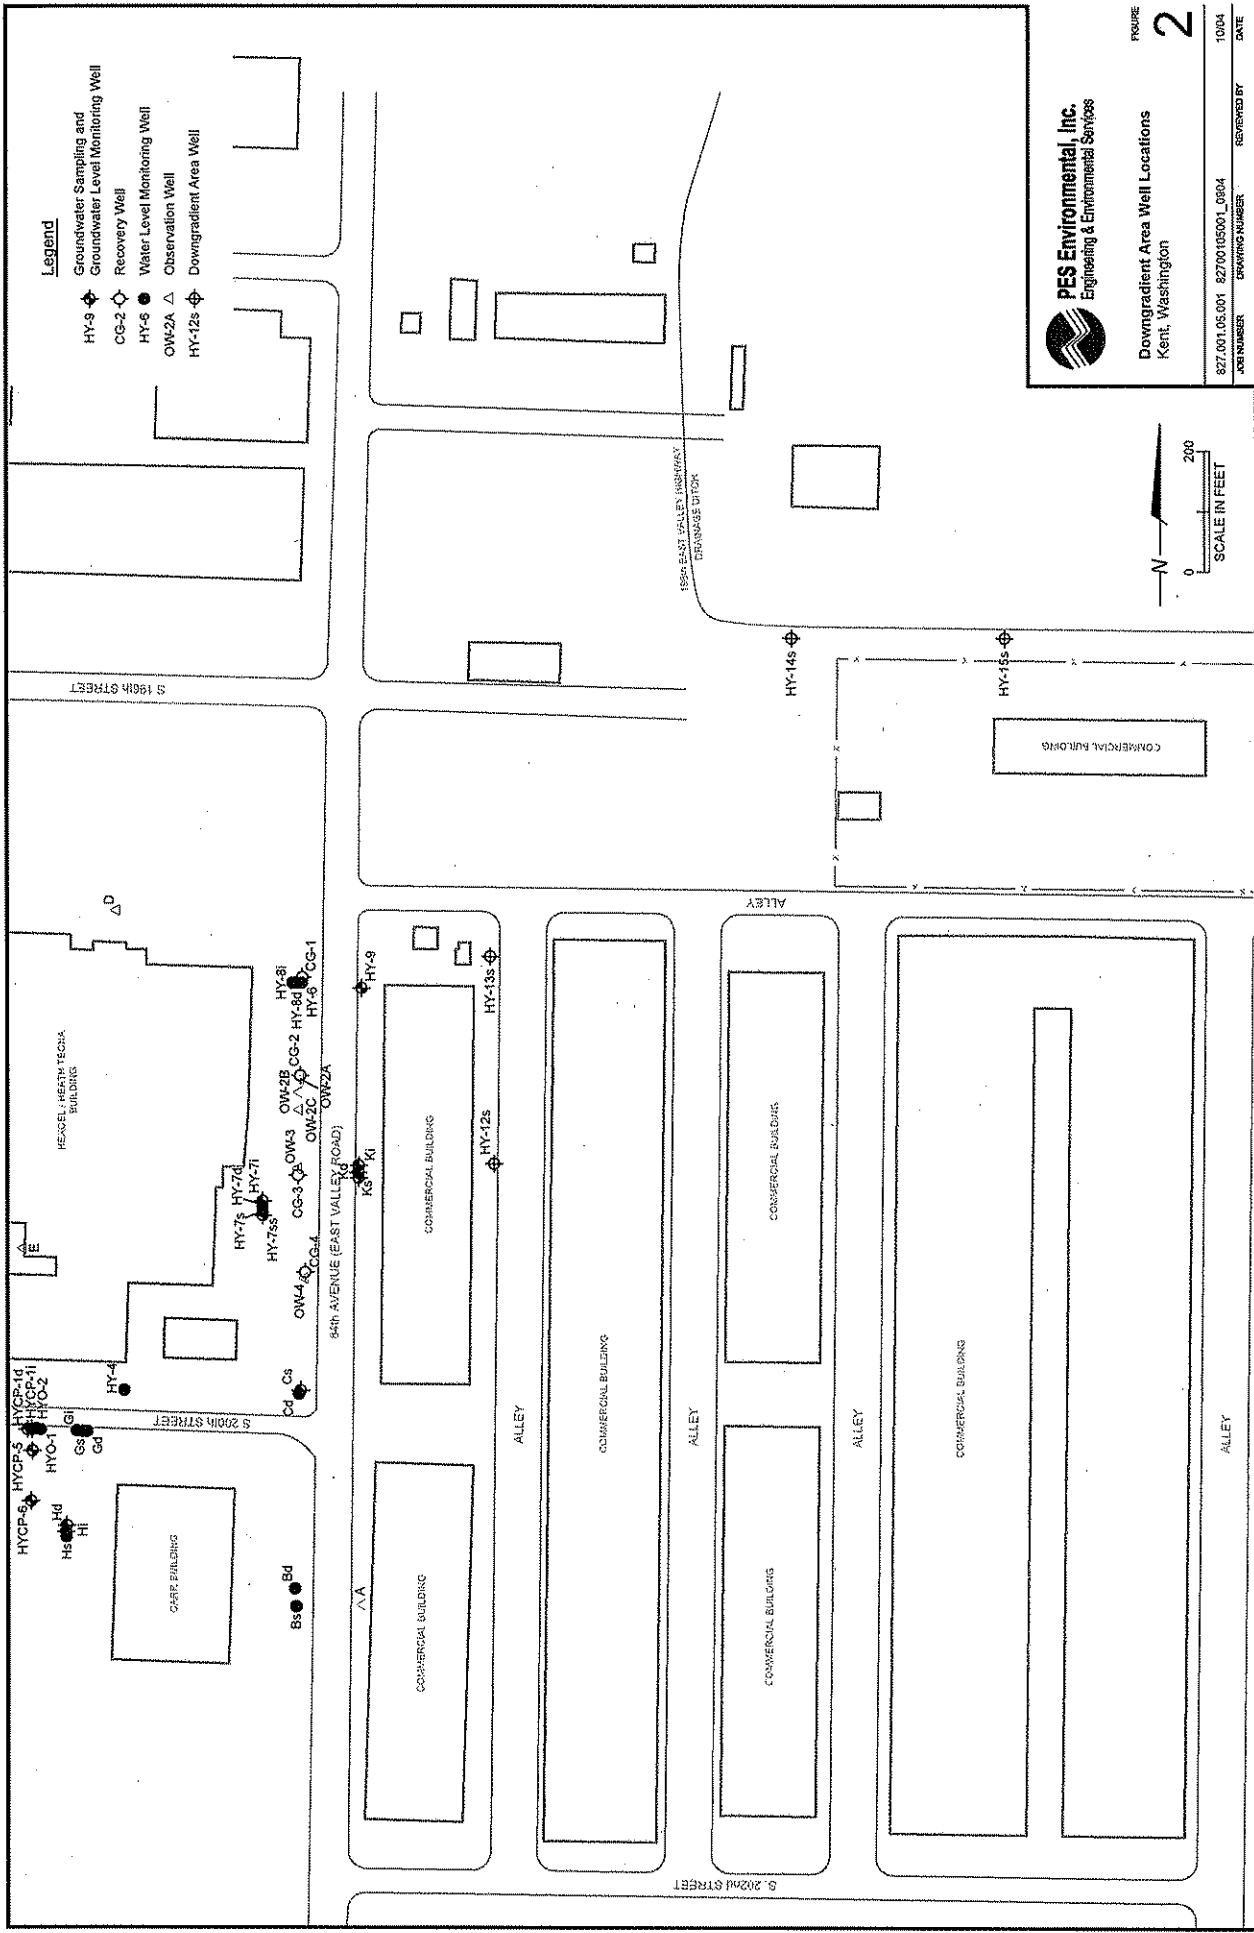 Legend
HY-9 Groundwater Sampling and
Groundwater Level Monitoring Well
CG-2 Recovery Well
HY-6 Water Level Monitoring Well
OW-2A Observation Well
HY-12s Downgradient Area Well
HEXCEL / HEATH TECNA
BUILDING
D
E
HY-8i
HY-8d
HY-6
CG-1
CG-2
OW-2B
OW-2C
OW-2A
OW-3
CG-3
HY-7d
HY-7i
HY-7s
HY-7ss
OW-4
CG-4
HY-4
Cs
Cd
HYCP-1d
HYCP-1i
HYO-2
HYCP-5
HYO-1
HYCP-6
Gi
Gs
Gd
Hd
Hs
Hi
S 200th STREET
CARR BUILDING
Bs
Bd
A
84th AVENUE (EAST VALLEY ROAD)
S 196th STREET
Kd
Ks
Ki
HY-9
HY-13s
HY-12s
COMMERCIAL BUILDING
COMMERCIAL BUILDING
ALLEY
COMMERCIAL BUILDING
ALLEY
COMMERCIAL BUILDING
COMMERCIAL BUILDING
ALLEY
COMMERCIAL BUILDING
ALLEY
ALLEY
S. 202nd STREET
EAST VALLEY HIGHWAY
DRAINAGE DITCH
HY-14s
HY-15s
COMMERCIAL BUILDING
N
0 200
SCALE IN FEET
PES Environmental, Inc.
Engineering & Environmental Services
Downgradient Area Well Locations
Kent, Washington
FIGURE
2
827.001.05.001 82700105001_0904 10/04
JOB NUMBER DRAWING NUMBER REVIEWED BY DATE